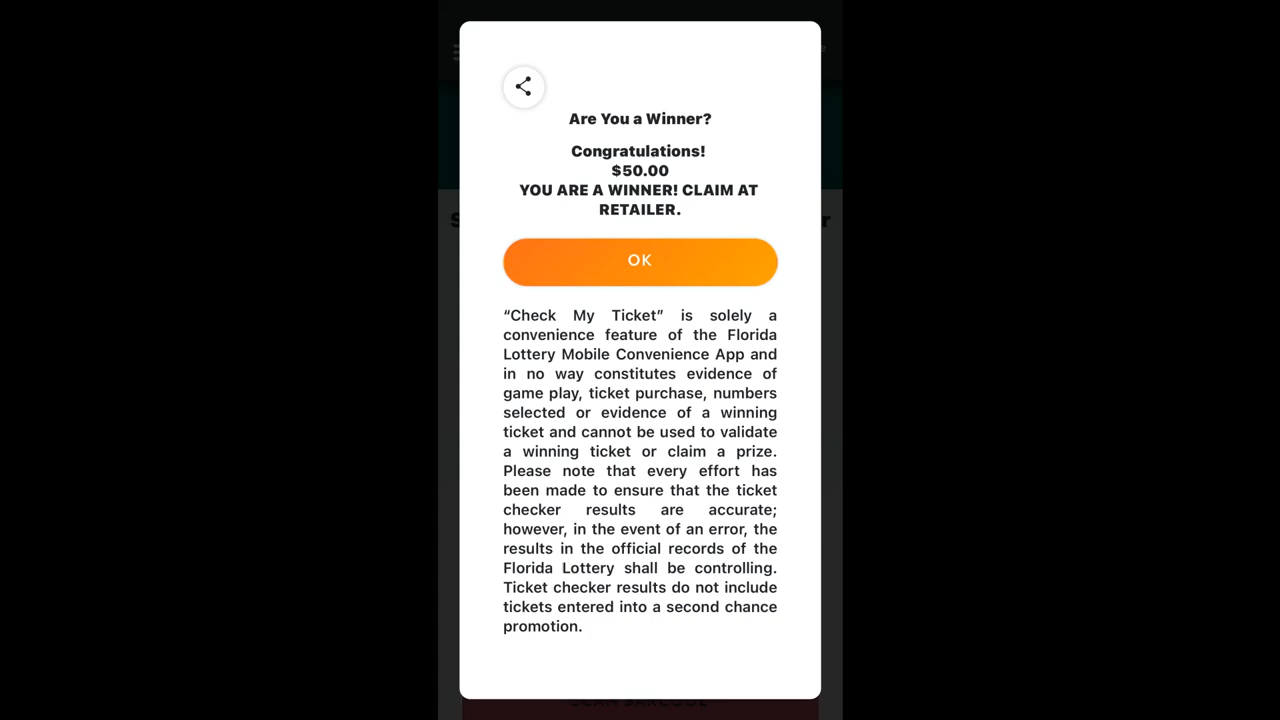 Are You a Winner?
Congratulations!
$50.00
YOU ARE A WINNER! CLAIM AT
RETAILER.
OK
“Check My Ticket” is solely a
convenience feature of the Florida
Lottery Mobile Convenience App and
in no way constitutes evidence of
game play, ticket purchase, numbers
selected or evidence of a winning
ticket and cannot be used to validate
a winning ticket or claim a prize.
Please note that every effort has
been made to ensure that the ticket
checker results are accurate;
however, in the event of an error, the
results in the official records of the
Florida Lottery shall be controlling.
Ticket checker results do not include
tickets entered into a second chance
promotion.